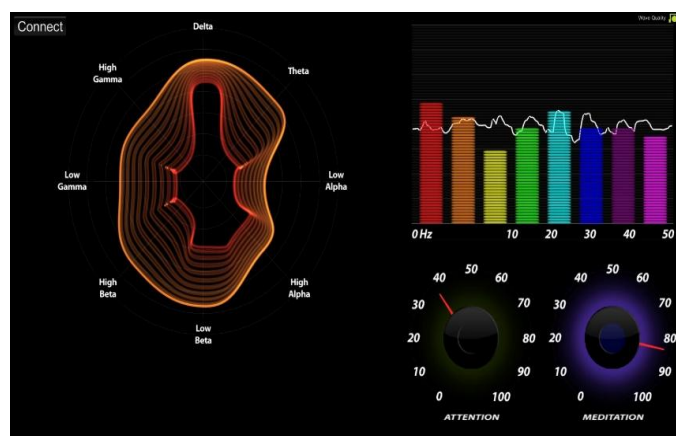 Connect
Delta
Theta
Low
Alpha
High
Alpha
Low
Beta
High
Beta
Low
Gamma
High
Gamma
Wave Quality
0 Hz 10 20 30 40 50
0 10 20 30 40 50 60 70 80 90 100
ATTENTION
0 10 20 30 40 50 60 70 80 90 100
MEDITATION